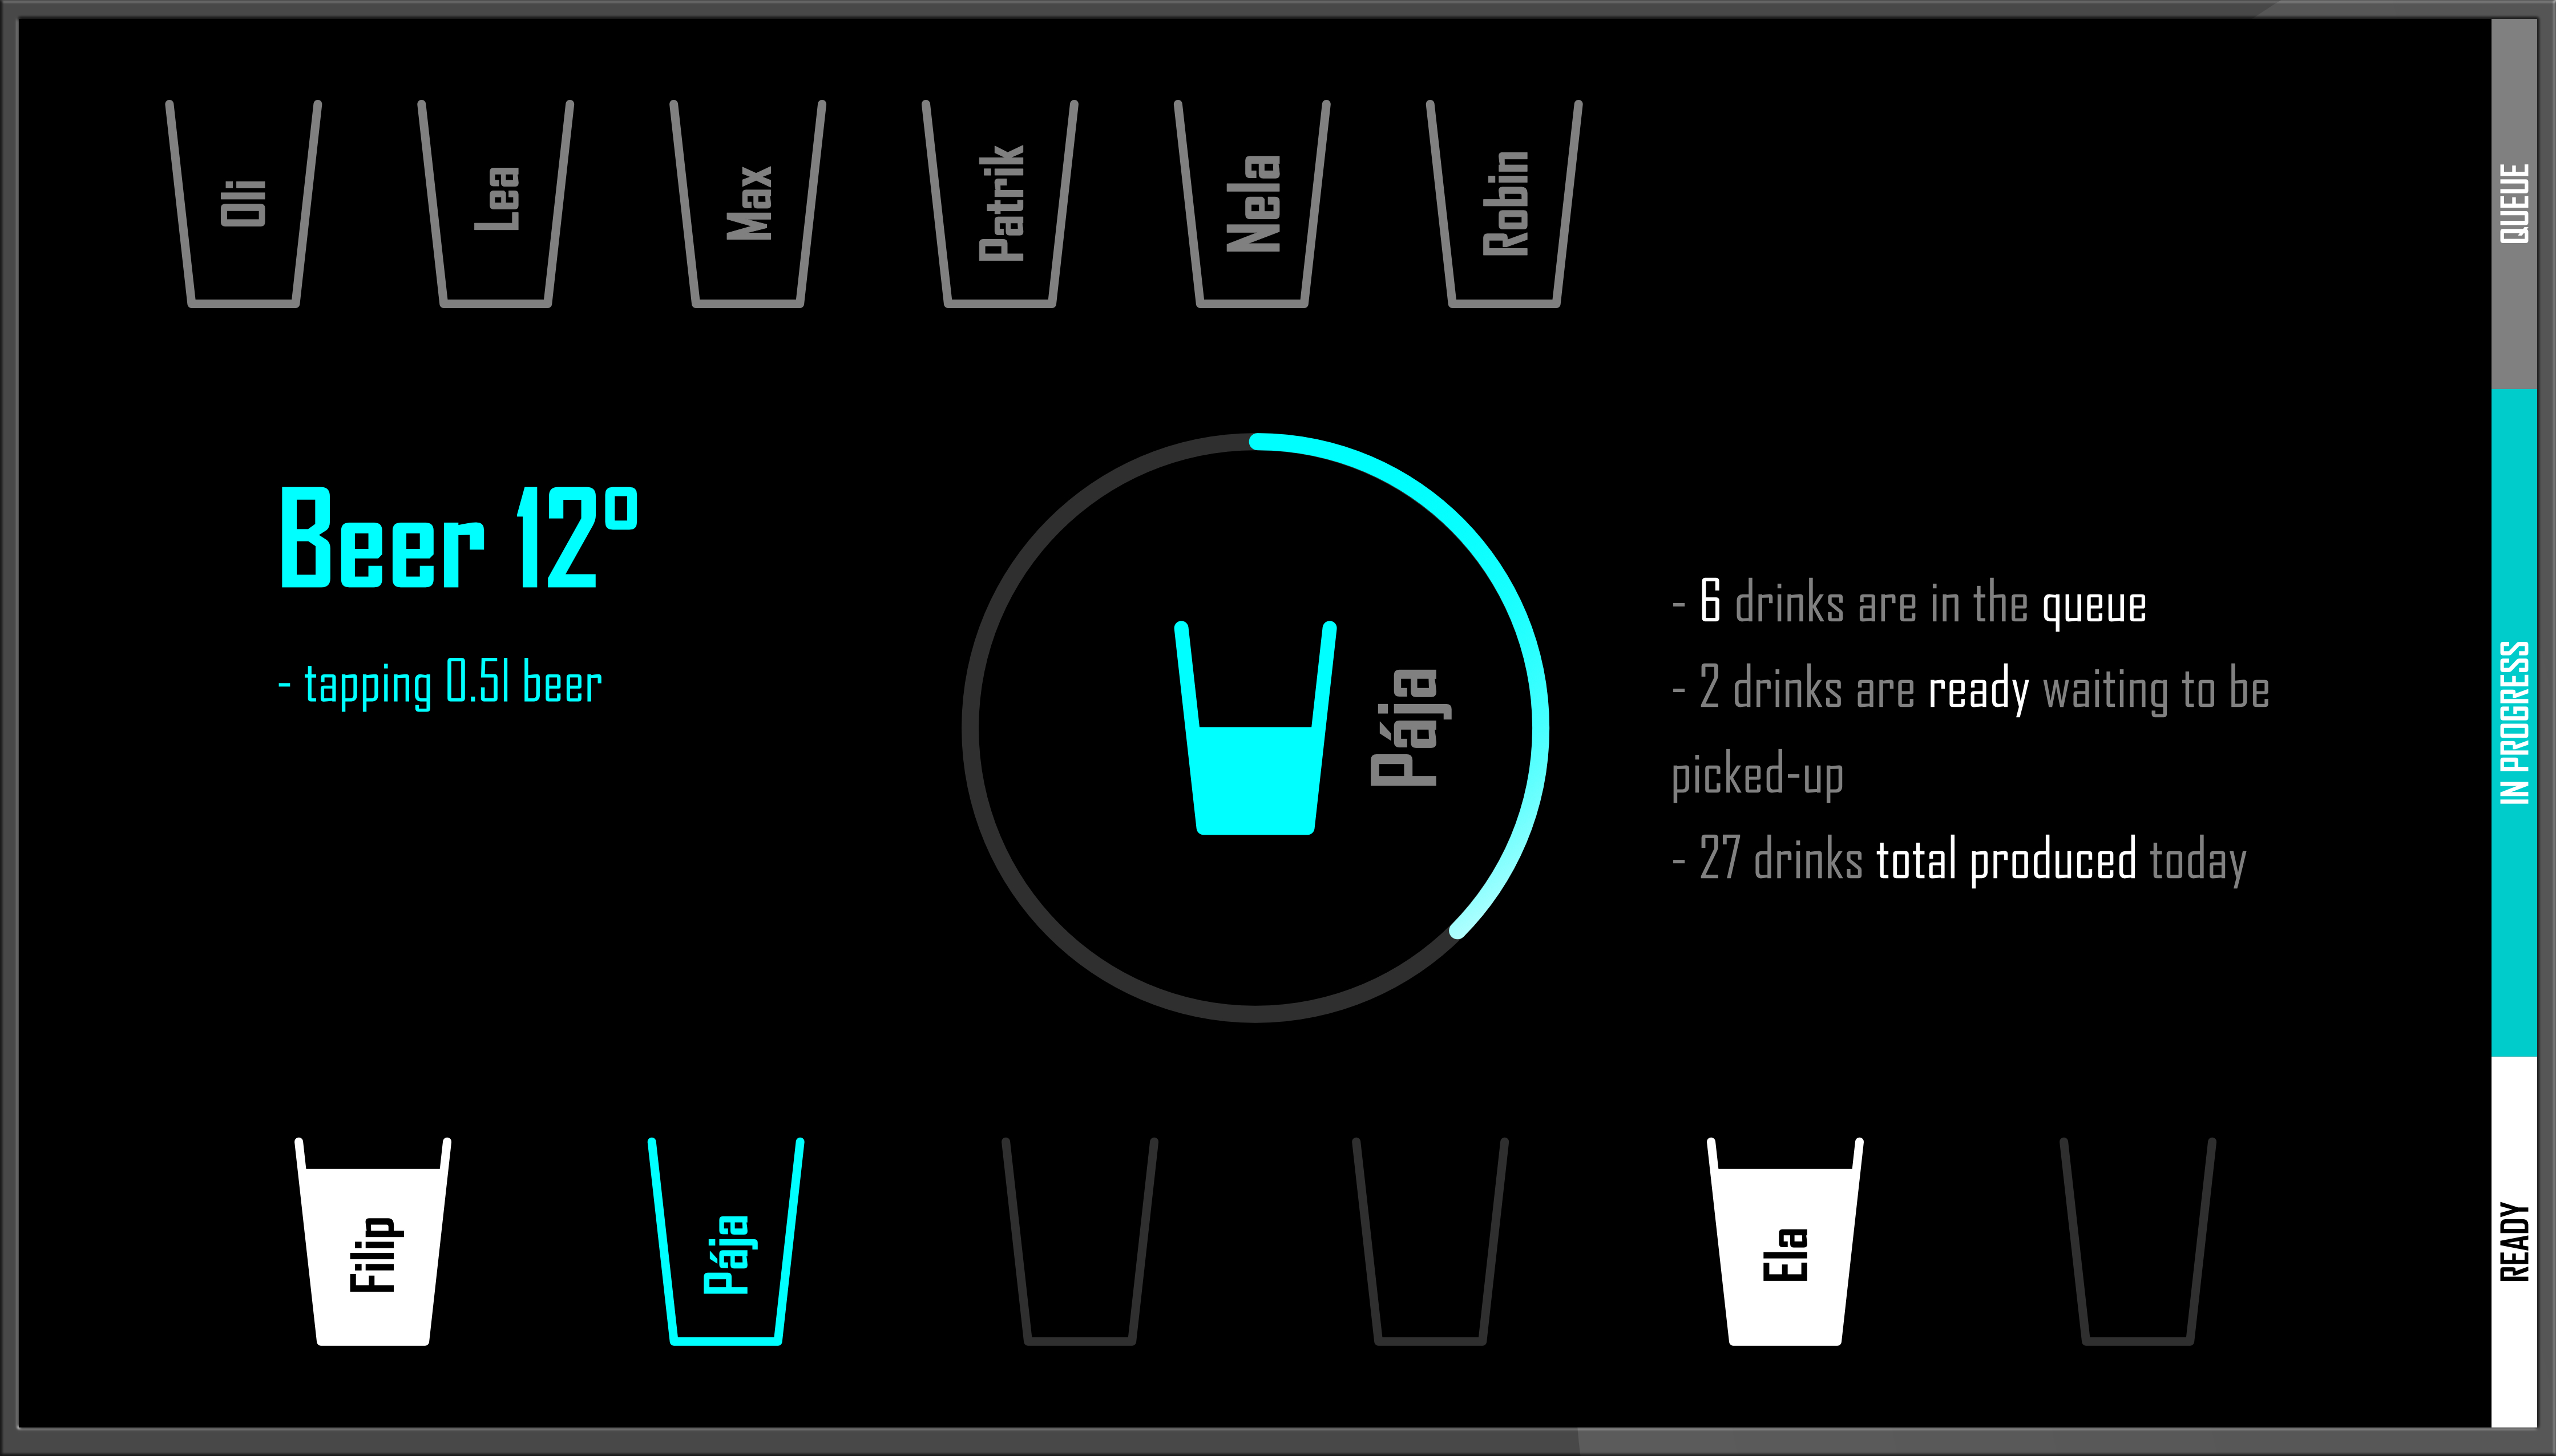 Oli
Lea
Max
Patrik
Nela
Robin
QUEUE
Beer 12°
- tapping 0.5l beer
Pája
- 6 drinks are in the queue
- 2 drinks are ready waiting to be
picked-up
- 27 drinks total produced today
IN PROGRESS
Filip
Pája
Ela
READY